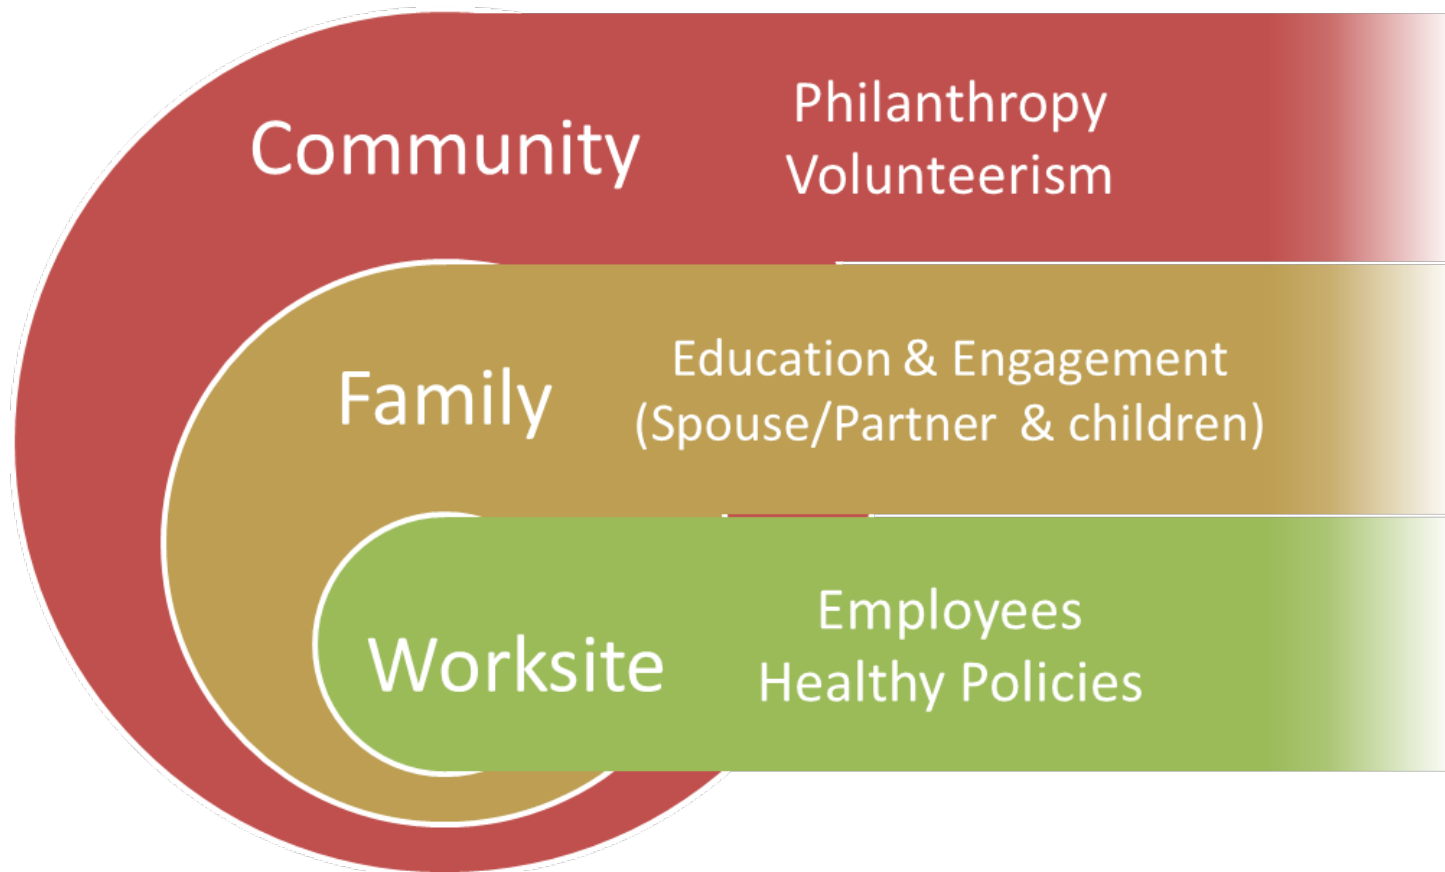 Community
Philanthropy
Volunteerism
Family
Education & Engagement
(Spouse/Partner & children)
Worksite
Employees
Healthy Policies